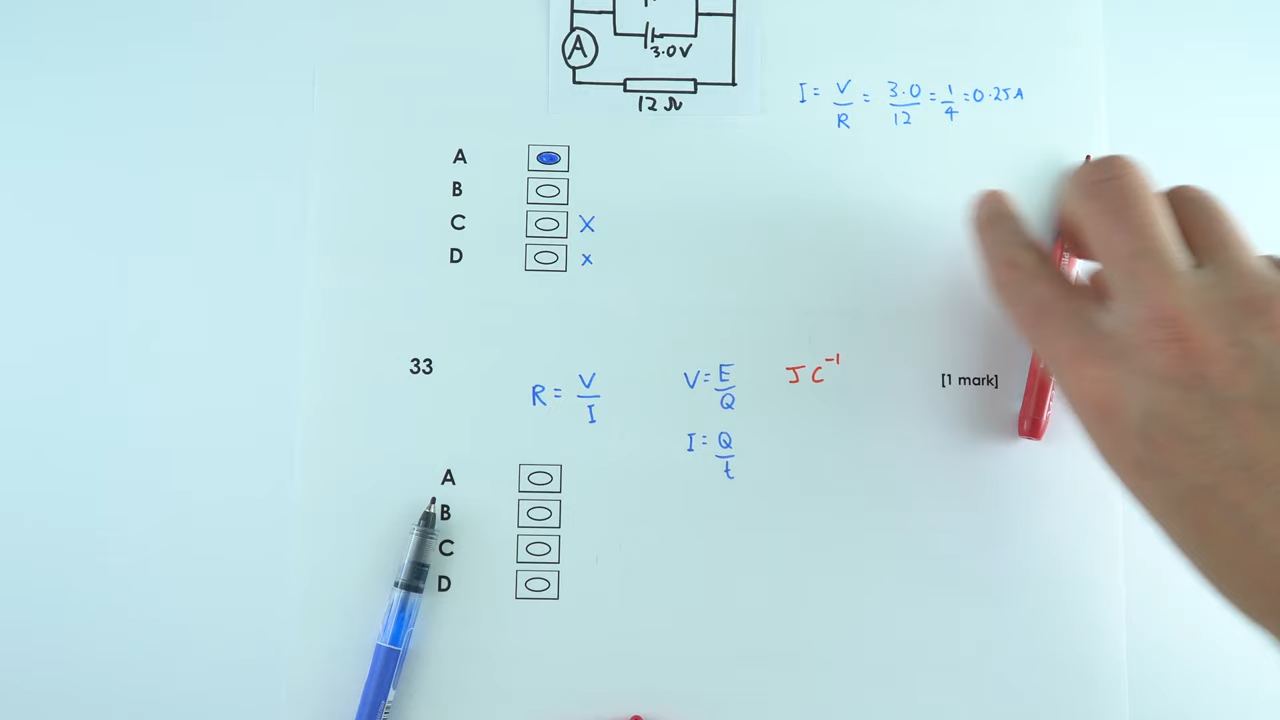 A
3.0V
12 Ω
I = V/R = 3.0/12 = 1/4 = 0.25A
A
B
C X
D x
33
R = V/I V = E/Q J C⁻¹ [1 mark]
I = Q/t
A
B
C
D